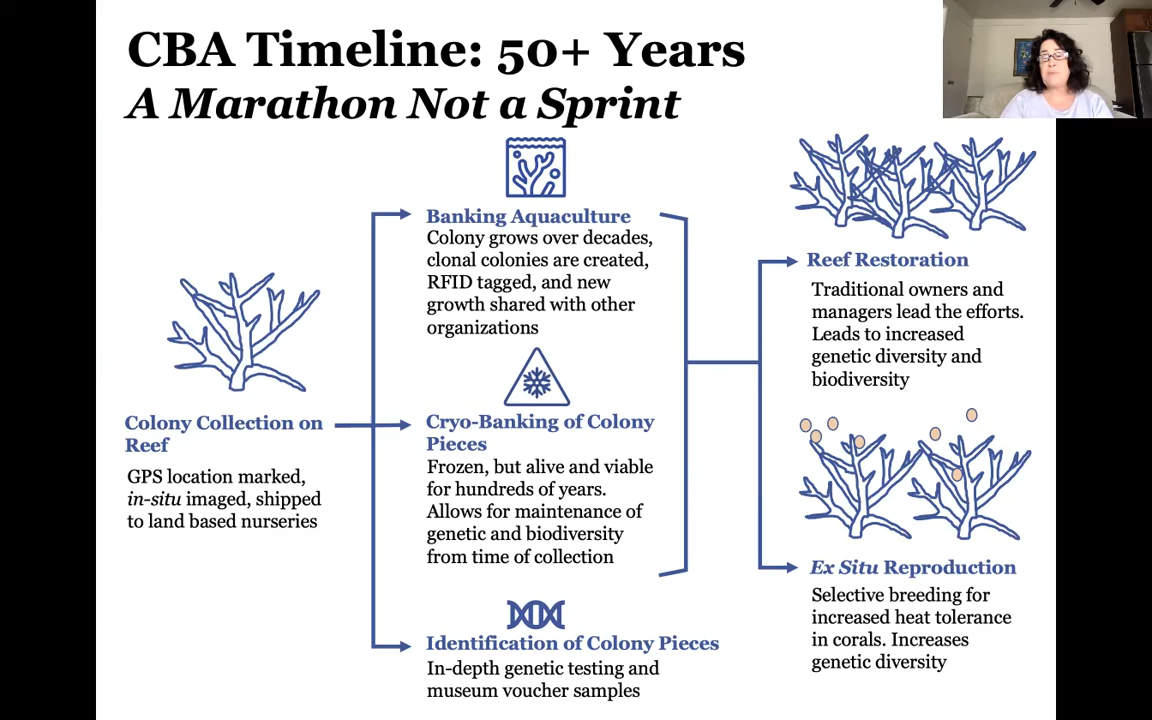 CBA Timeline: 50+ Years
A Marathon Not a Sprint
Colony Collection on
Reef
GPS location marked,
in-situ imaged, shipped
to land based nurseries
Banking Aquaculture
Colony grows over decades,
clonal colonies are created,
RFID tagged, and new
growth shared with other
organizations
Cryo-Banking of Colony
Pieces
Frozen, but alive and viable
for hundreds of years.
Allows for maintenance of
genetic and biodiversity
from time of collection
Identification of Colony Pieces
In-depth genetic testing and
museum voucher samples
Reef Restoration
Traditional owners and
managers lead the efforts.
Leads to increased
genetic diversity and
biodiversity
Ex Situ Reproduction
Selective breeding for
increased heat tolerance
in corals. Increases
genetic diversity